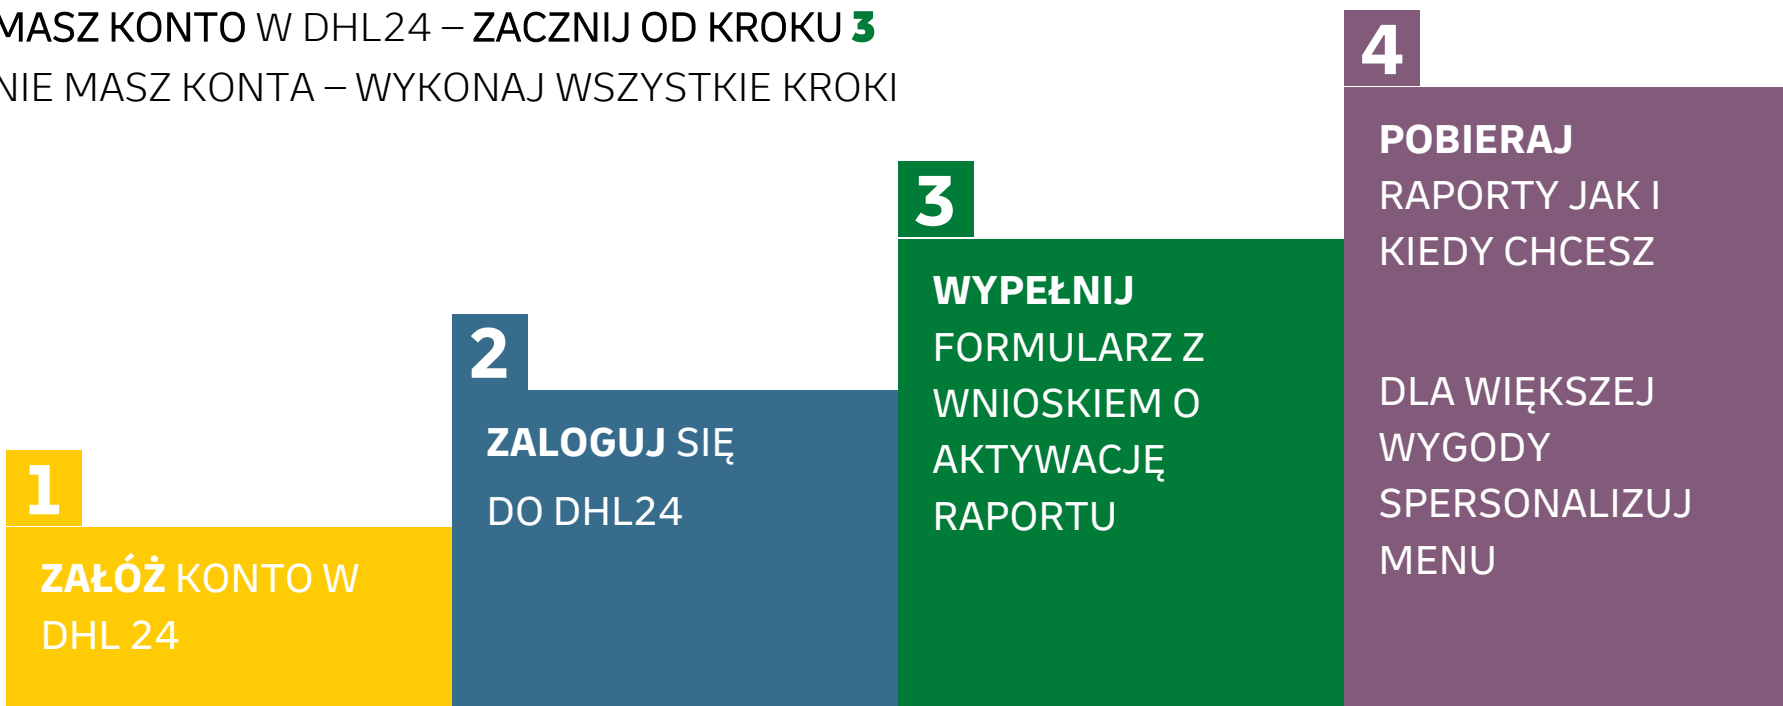 MASZ KONTO W DHL24 – ZACZNIJ OD KROKU 3
NIE MASZ KONTA – WYKONAJ WSZYSTKIE KROKI
1
ZAŁÓŻ KONTO W
DHL 24
2
ZALOGUJ SIĘ
DO DHL24
3
WYPEŁNIJ
FORMULARZ Z
WNIOSKIEM O
AKTYWACJĘ
RAPORTU
4
POBIERAJ
RAPORTY JAK I
KIEDY CHCESZ
DLA WIĘKSZEJ
WYGODY
SPERSONALIZUJ
MENU